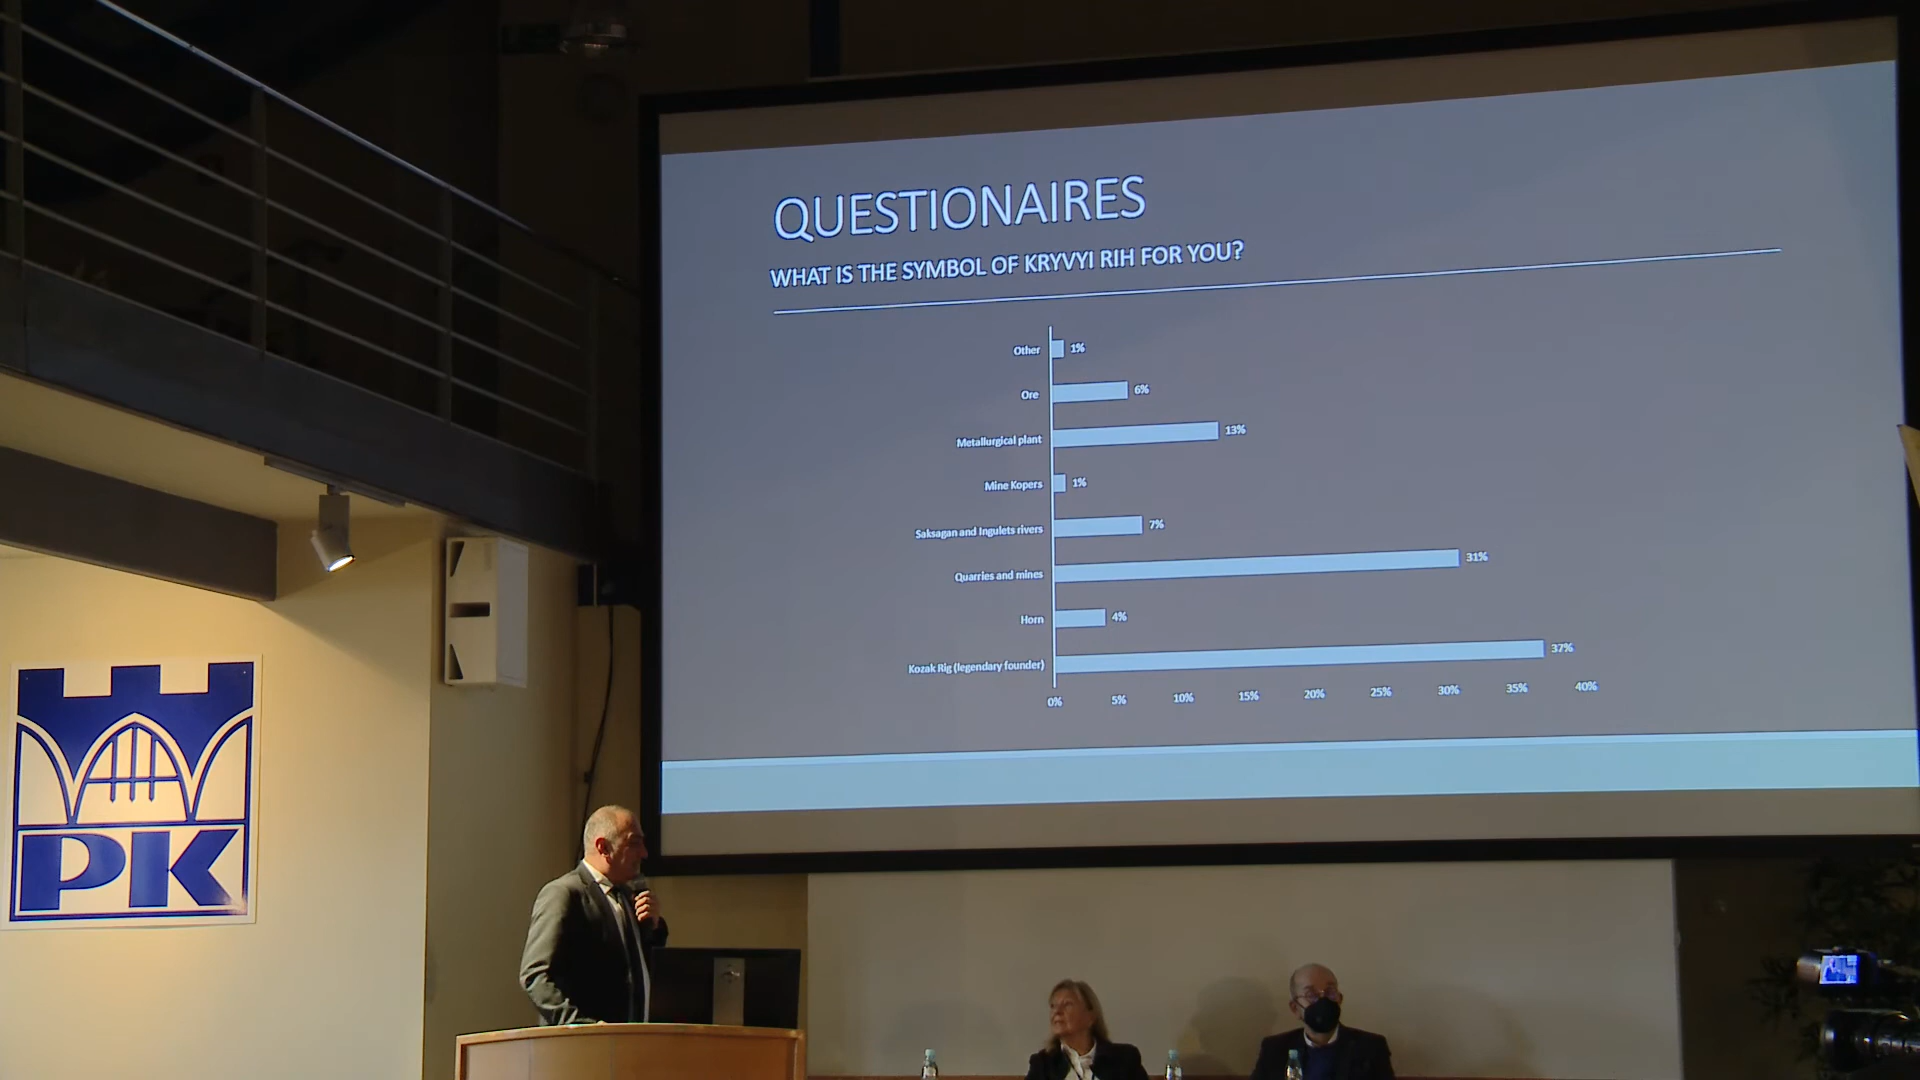 QUESTIONAIRES
WHAT IS THE SYMBOL OF KRYVYI RIH FOR YOU?
Other 1%
Ore 6%
Metallurgical plant 13%
Mine Kopers 1%
Saksagan and Ingulets rivers 7%
Quarries and mines 31%
Horn 4%
Kozak Rig (legendary founder) 37%
0% 5% 10% 15% 20% 25% 30% 35% 40%
PK